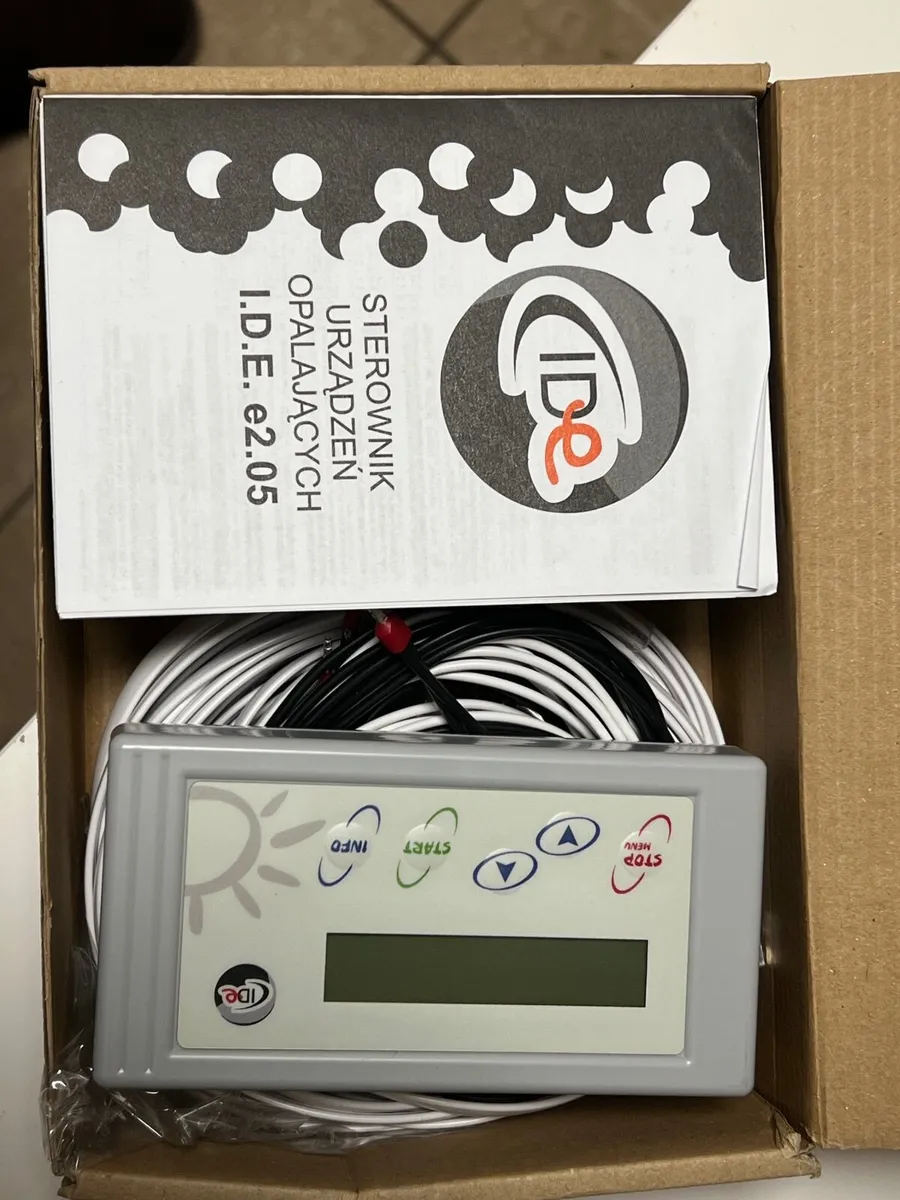 IDe
STEROWNIK
URZĄDZEŃ
OPALAJĄCYCH
I.D.E. e2.05
STOP
MENU
START
INFO
IDe